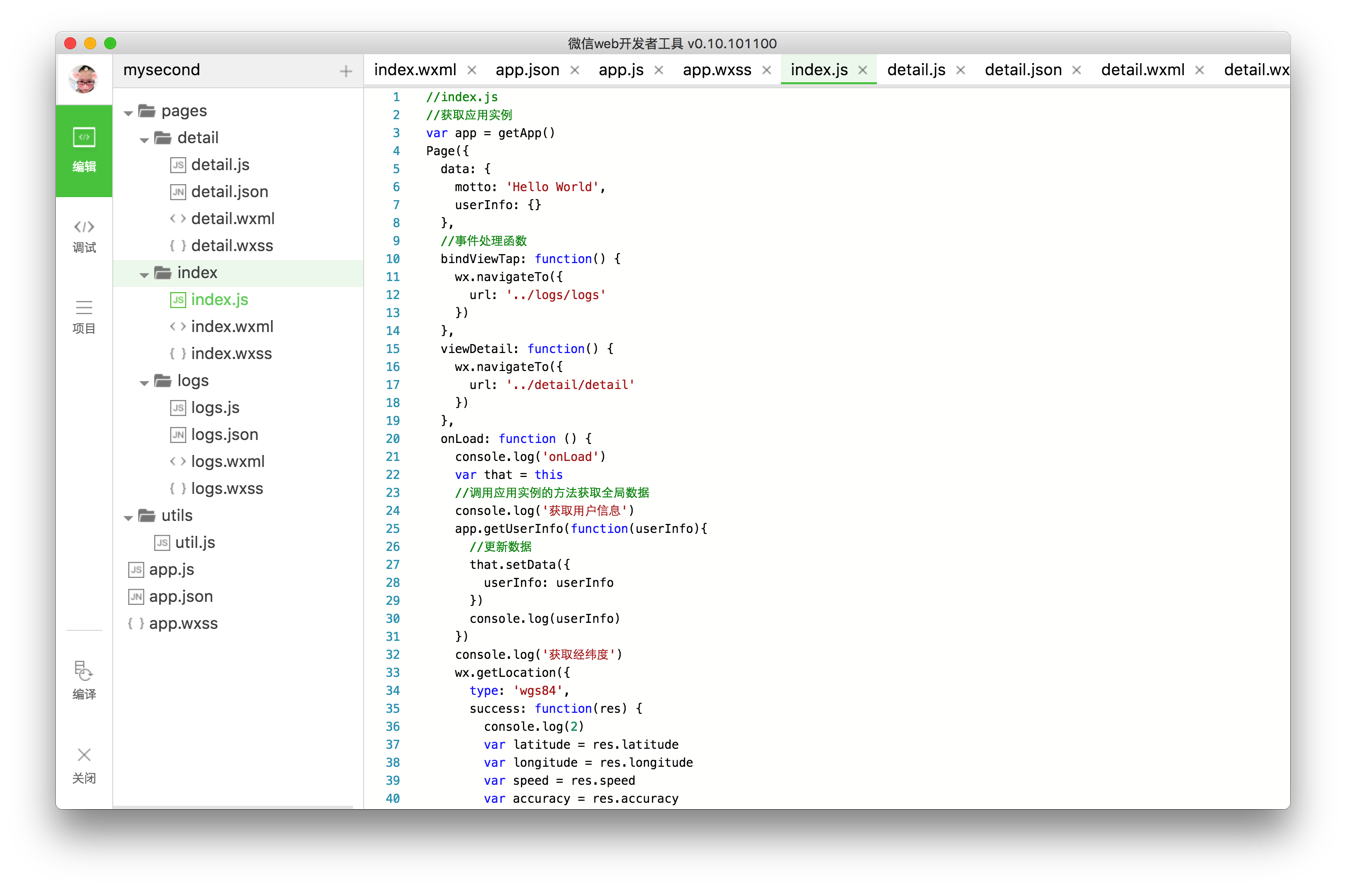 微信web开发者工具 v0.10.101100
mysecond
index.wxml app.json app.js app.wxss index.js detail.js detail.json detail.wxml detail.wx
编辑
调试
项目
编译
关闭
pages
detail
JS detail.js
JN detail.json
detail.wxml
detail.wxss
index
JS index.js
index.wxml
index.wxss
logs
JS logs.js
JN logs.json
logs.wxml
logs.wxss
utils
JS util.js
JS app.js
JN app.json
app.wxss
1 //index.js
2 //获取应用实例
3 var app = getApp()
4 Page({
5 data: {
6 motto: 'Hello World',
7 userInfo: {}
8 },
9 //事件处理函数
10 bindViewTap: function() {
11 wx.navigateTo({
12 url: '../logs/logs'
13 })
14 },
15 viewDetail: function() {
16 wx.navigateTo({
17 url: '../detail/detail'
18 })
19 },
20 onLoad: function () {
21 console.log('onLoad')
22 var that = this
23 //调用应用实例的方法获取全局数据
24 console.log('获取用户信息')
25 app.getUserInfo(function(userInfo){
26 //更新数据
27 that.setData({
28 userInfo: userInfo
29 })
30 console.log(userInfo)
31 })
32 console.log('获取经纬度')
33 wx.getLocation({
34 type: 'wgs84',
35 success: function(res) {
36 console.log(2)
37 var latitude = res.latitude
38 var longitude = res.longitude
39 var speed = res.speed
40 var accuracy = res.accuracy